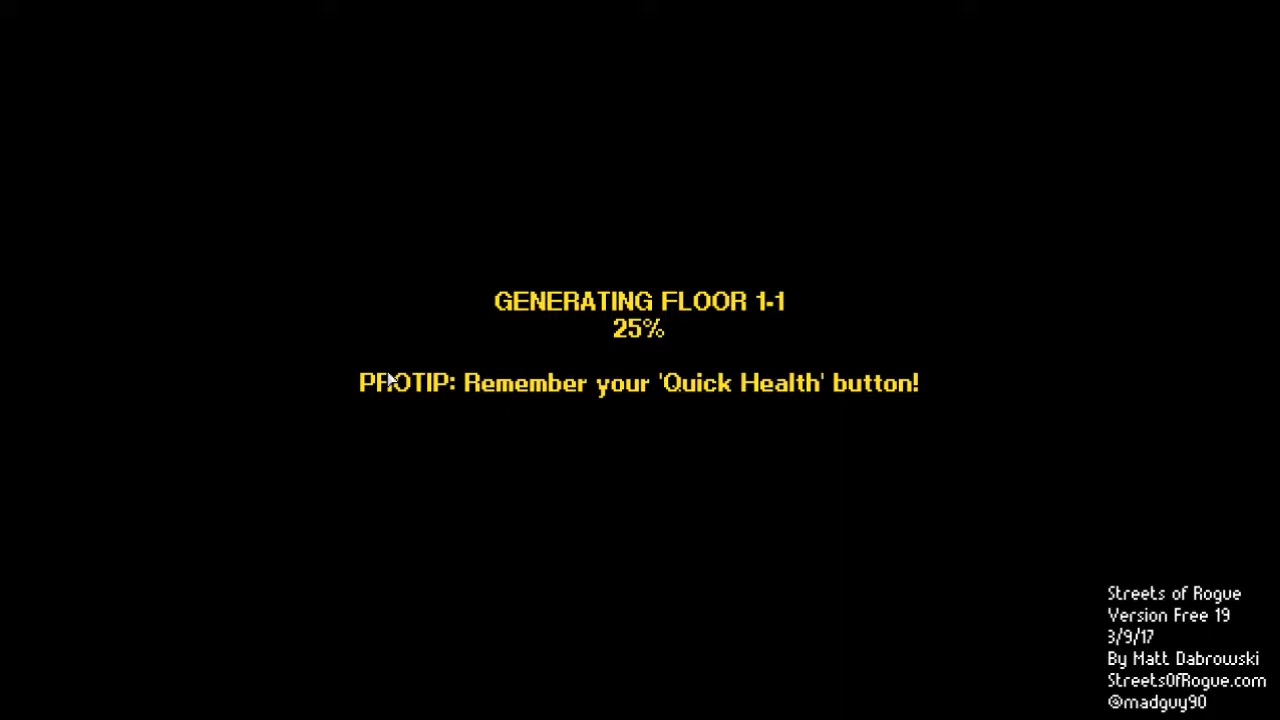 GENERATING FLOOR 1-1
25%
PROTIP: Remember your 'Quick Health' button!
Streets of Rogue
Version Free 19
3/9/17
By Matt Dabrowski
StreetsOfRogue.com
@madguy90